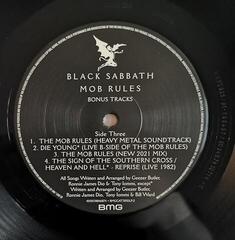 BLACK SABBATH
MOB RULES
BONUS TRACKS
Side Three
1. THE MOB RULES (HEAVY METAL SOUNDTRACK)
2. DIE YOUNG* (LIVE B-SIDE OF THE MOB RULES)
3. THE MOB RULES (NEW 2021 MIX)
4. THE SIGN OF THE SOUTHERN CROSS /
HEAVEN AND HELL* - REPRISE (LIVE 1982)
All Songs Written and Arranged by Geezer Butler,
Ronnie James Dio & Tony Iommi, except*
Written and Arranged by Geezer Butler,
Ronnie James Dio, Tony Iommi & Bill Ward
BMG